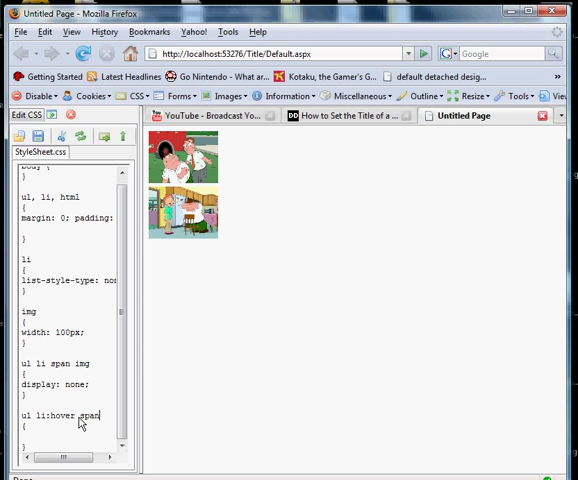 Untitled Page - Mozilla Firefox
File Edit View History Bookmarks Yahoo! Tools Help
http://localhost:53276/Title/Default.aspx
Google
Getting Started Latest Headlines Go Nintendo - What ar... Kotaku, the Gamer's G... default detached desig...
Disable Cookies CSS Forms Images Information Miscellaneous Outline Resize Tools Vie
Edit CSS
YouTube - Broadcast Yo... How to Set the Title of a ... Untitled Page
StyleSheet.css
body {
}
ul, li, html
{
margin: 0; padding:
}
li
{
list-style-type: no
}
img
{
width: 100px;
}
ul li span img
{
display: none;
}
ul li:hover span
{
}